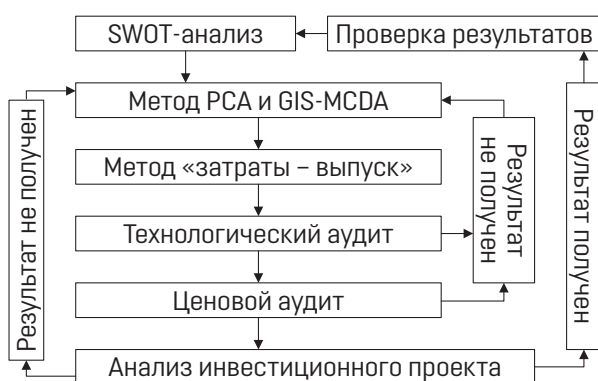 SWOT-анализ
Проверка результатов
Метод PCA и GIS-MCDA
Метод «затраты – выпуск»
Технологический аудит
Ценовой аудит
Анализ инвестиционного проекта
Результат не получен
Результат
не получен
Результат получен